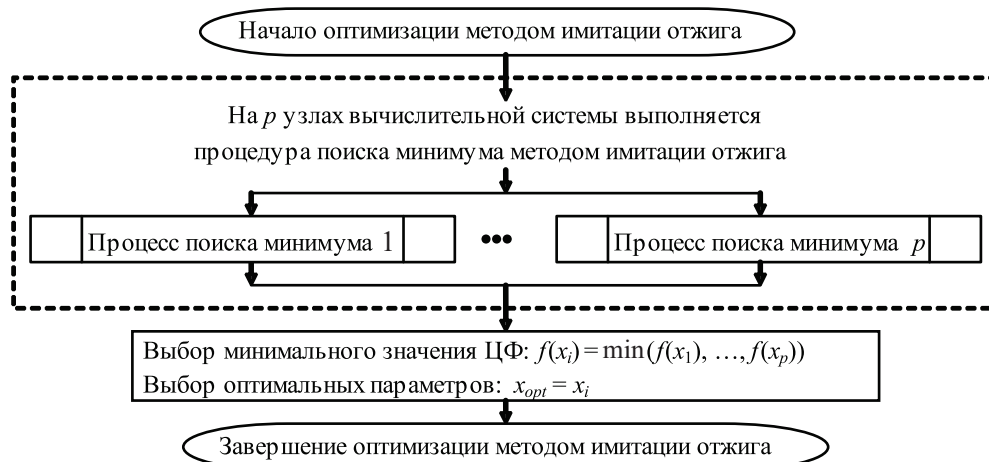 Начало оптимизации методом имитации отжига
На p узлах вычислительной системы выполняется
процедура поиска минимума методом имитации отжига
Процесс поиска минимума 1
•••
Процесс поиска минимума p
Выбор минимального значения ЦФ: f(xᵢ) = min(f(x₁), …, f(xₚ))
Выбор оптимальных параметров: xₒₚₜ = xᵢ
Завершение оптимизации методом имитации отжига